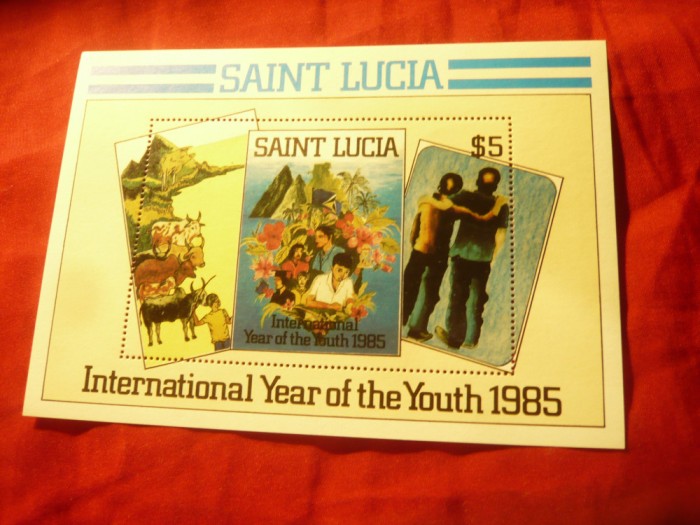 SAINT LUCIA
SAINT LUCIA
$5
International
Year of the Youth 1985
International Year of the Youth 1985